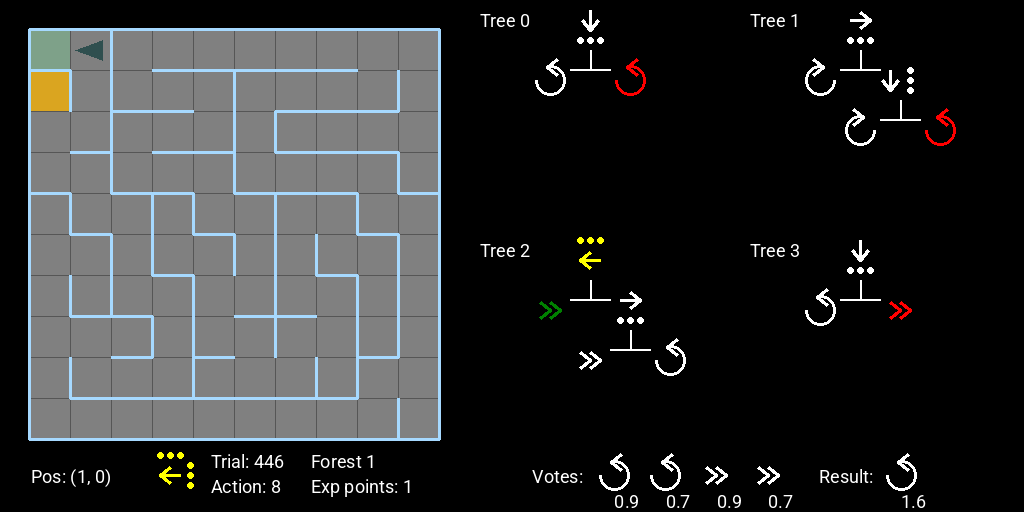 Tree 0
Tree 1
Tree 2
Tree 3
Pos: (1, 0)
Trial: 446
Action: 8
Forest 1
Exp points: 1
Votes:
0.9 0.7 0.9 0.7
Result:
1.6